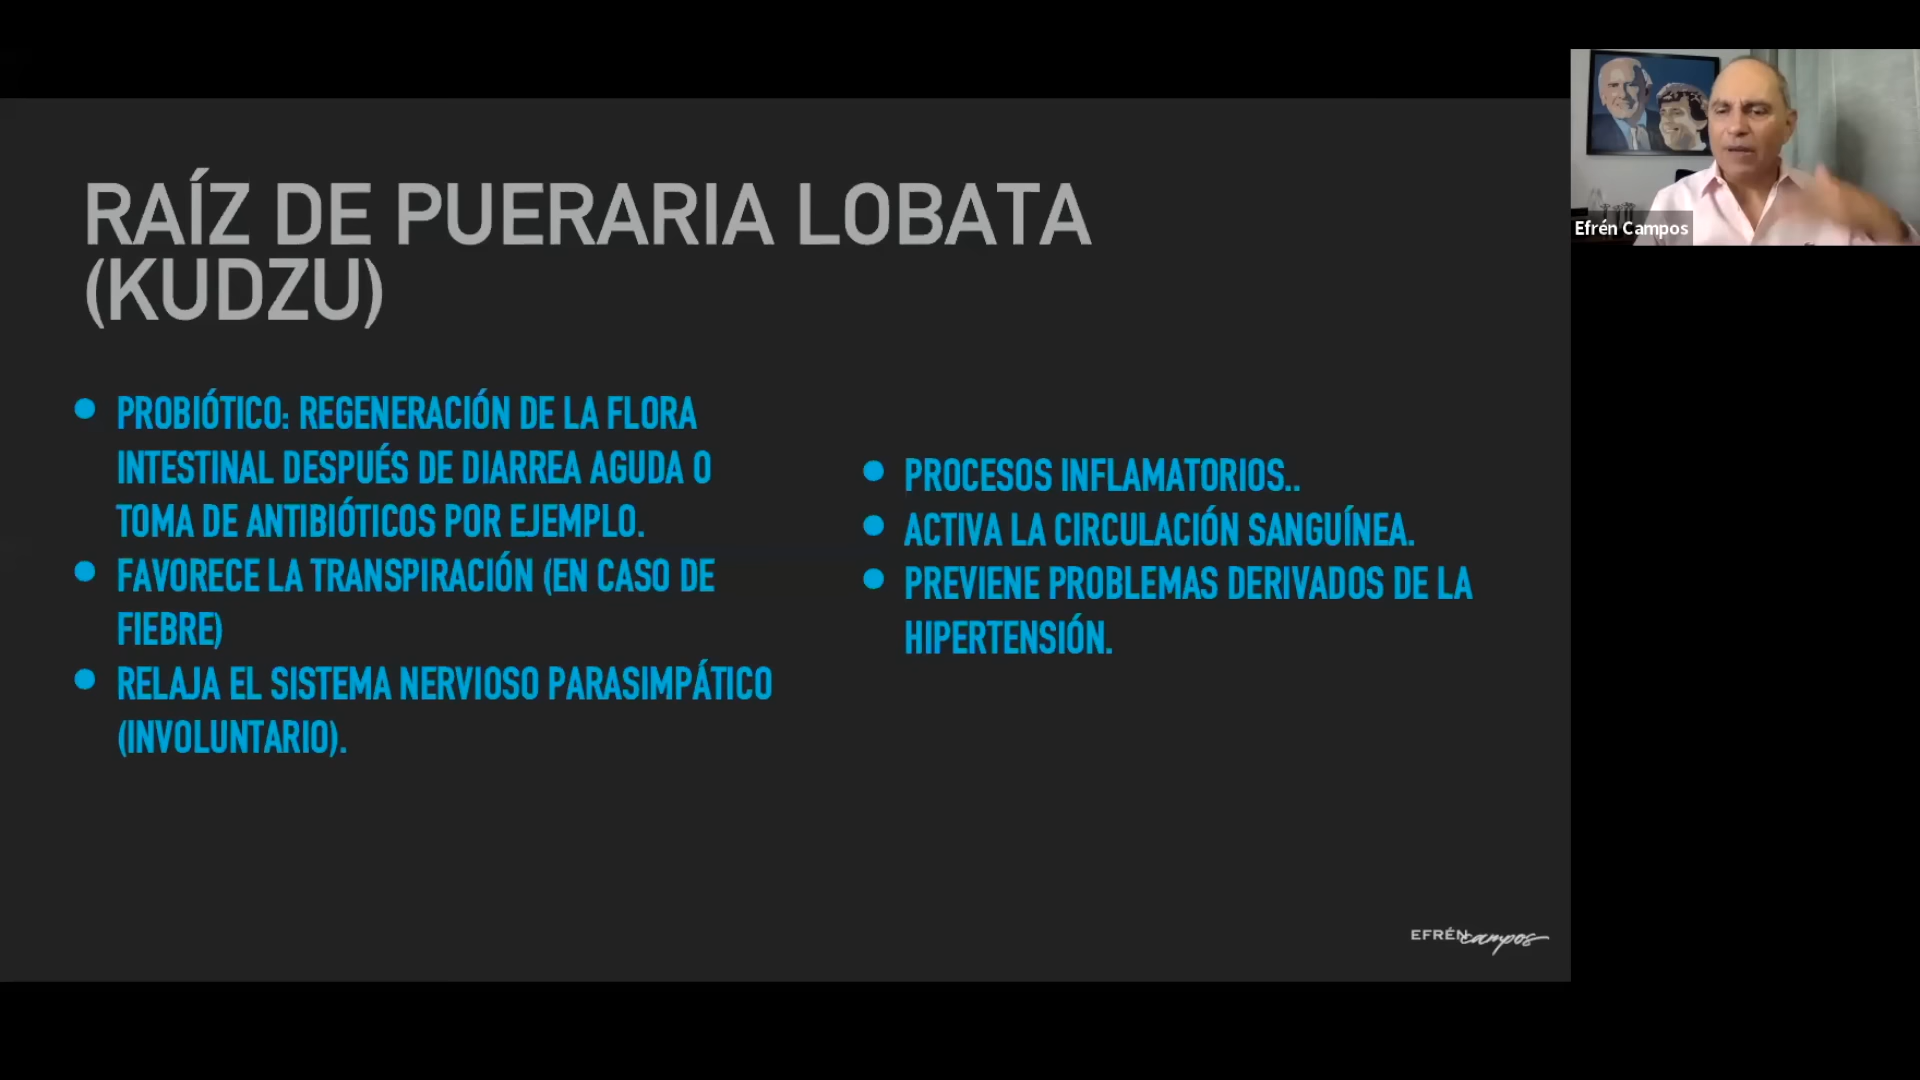 RAÍZ DE PUERARIA LOBATA
(KUDZU)
PROBIÓTICO: REGENERACIÓN DE LA FLORA
INTESTINAL DESPUÉS DE DIARREA AGUDA O
TOMA DE ANTIBIÓTICOS POR EJEMPLO.
FAVORECE LA TRANSPIRACIÓN (EN CASO DE
FIEBRE)
RELAJA EL SISTEMA NERVIOSO PARASIMPÁTICO
(INVOLUNTARIO).
PROCESOS INFLAMATORIOS..
ACTIVA LA CIRCULACIÓN SANGUÍNEA.
PREVIENE PROBLEMAS DERIVADOS DE LA
HIPERTENSIÓN.
Efrén Campos
EFRÉN campos